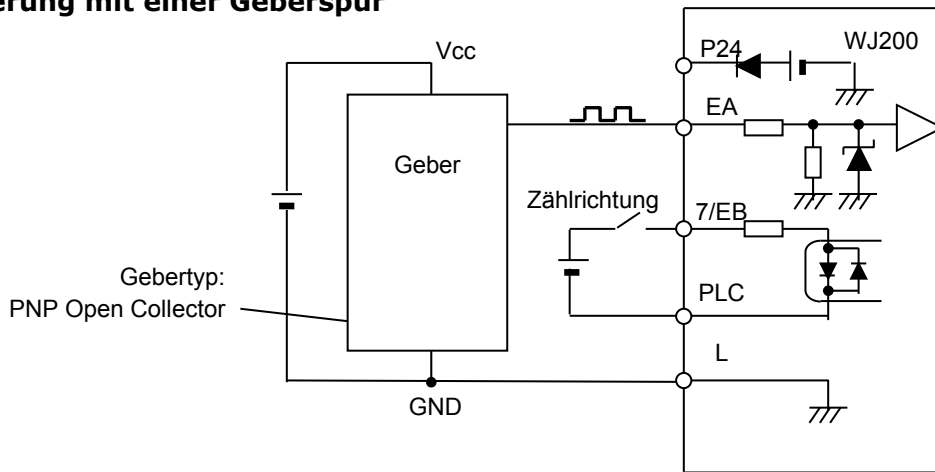 erung mit einer Geberspur
Vcc
P24
WJ200
EA
Geber
Zählrichtung
7/EB
Gebertyp:
PNP Open Collector
PLC
L
GND